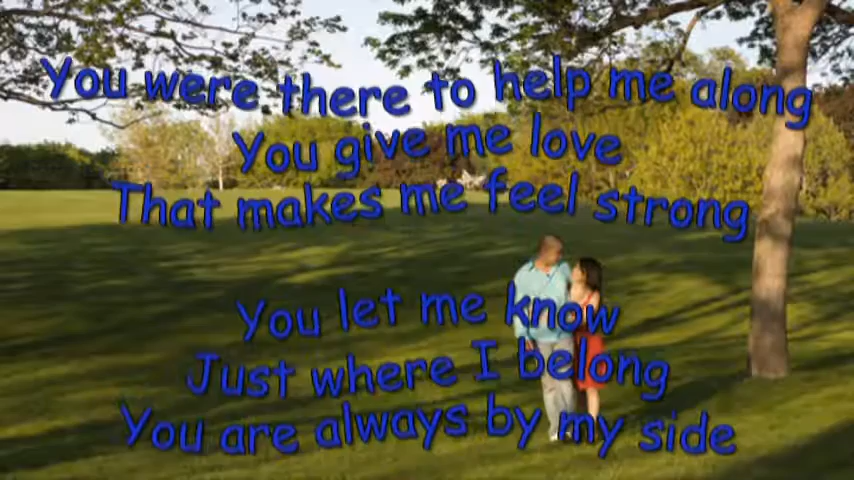 You were there to help me along
You give me love
That makes me feel strong
You let me know
Just where I belong
You are always by my side